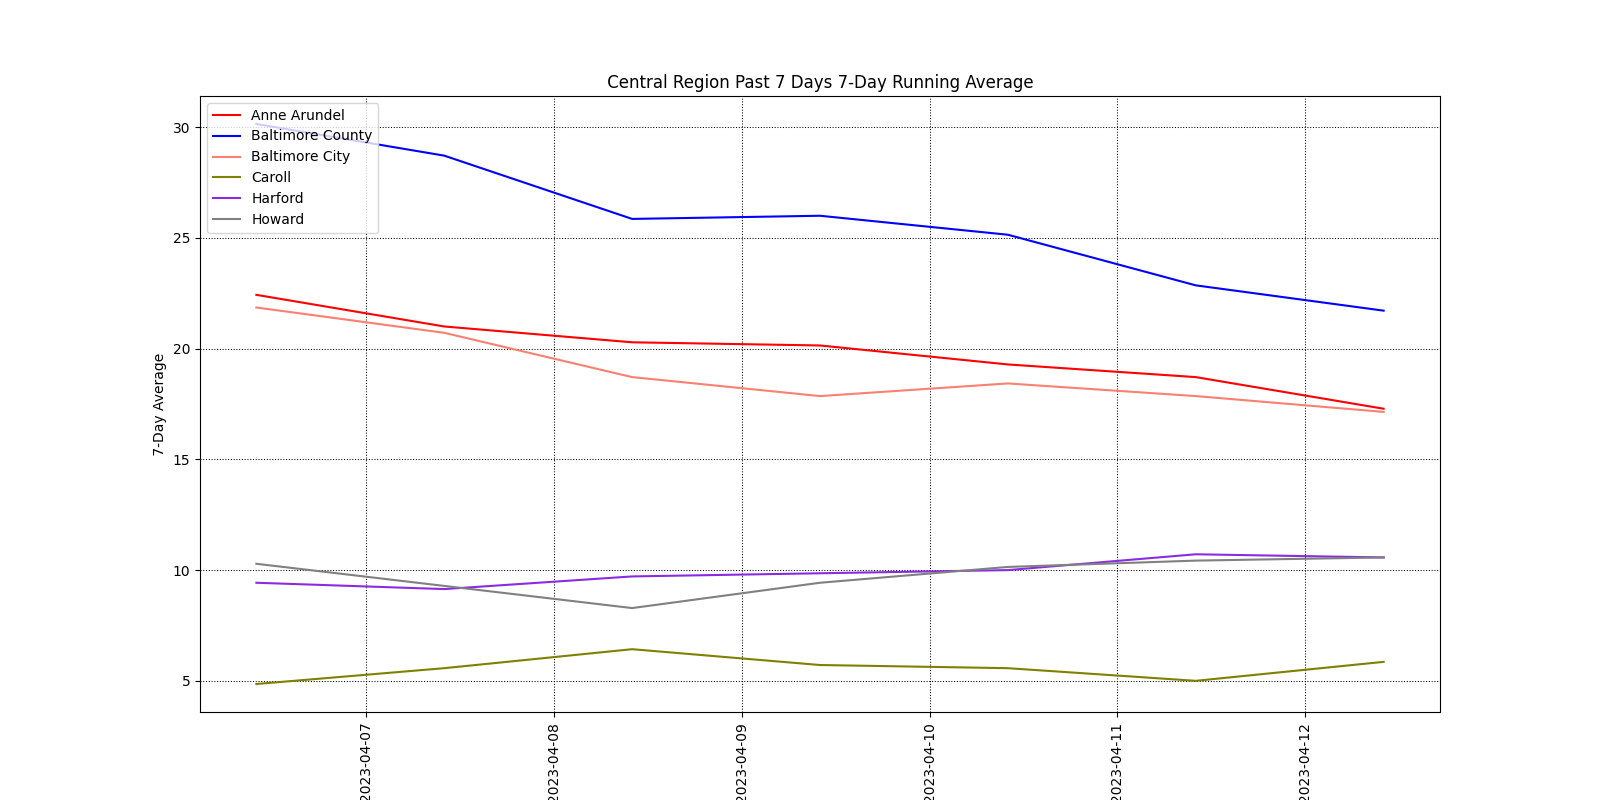 Central Region Past 7 Days 7-Day Running Average
Anne Arundel
Baltimore County
Baltimore City
Caroll
Harford
Howard
7-Day Average
30
25
20
15
10
5
2023-04-07
2023-04-08
2023-04-09
2023-04-10
2023-04-11
2023-04-12